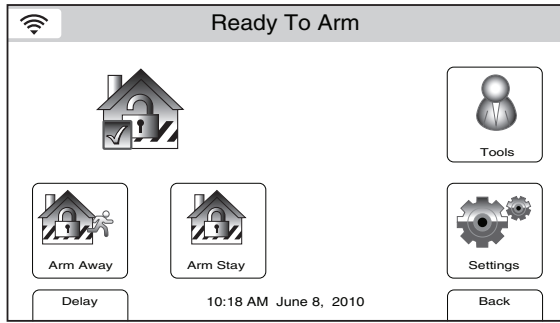 Ready To Arm
Tools
Arm Away
Arm Stay
Settings
Delay
10:18 AM June 8, 2010
Back